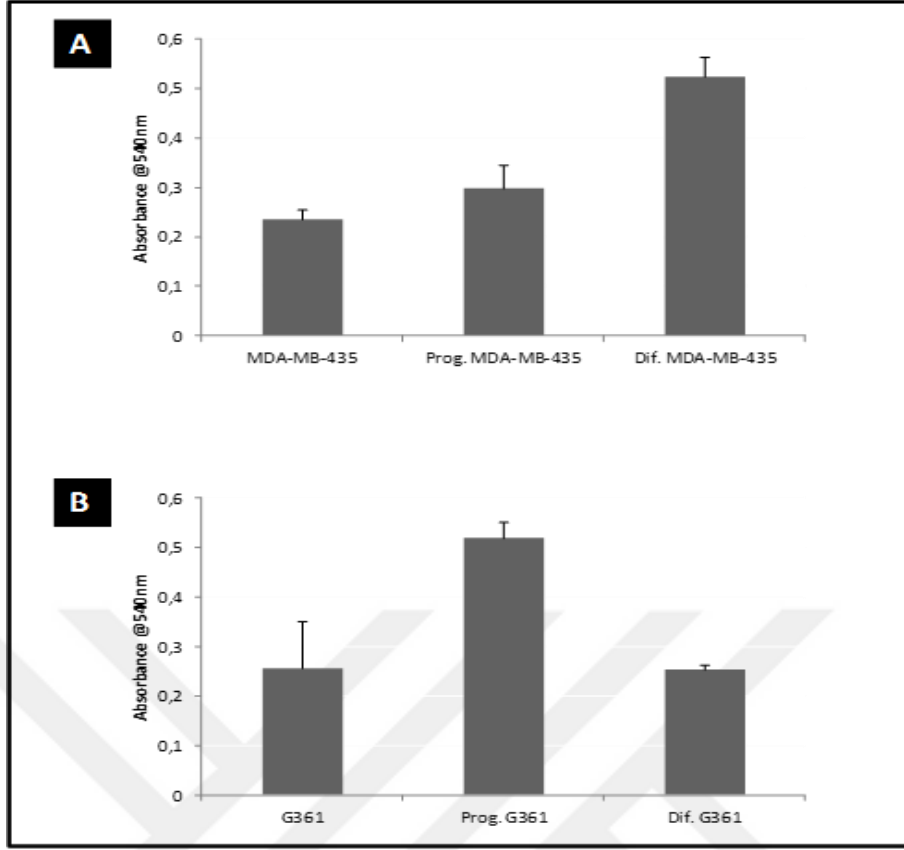 A
Absorbance @540nm
0,6
0,5
0,4
0,3
0,2
0,1
0
MDA-MB-435 Prog. MDA-MB-435 Dif. MDA-MB-435
B
Absorbance @540nm
0,6
0,5
0,4
0,3
0,2
0,1
0
G361 Prog. G361 Dif. G361